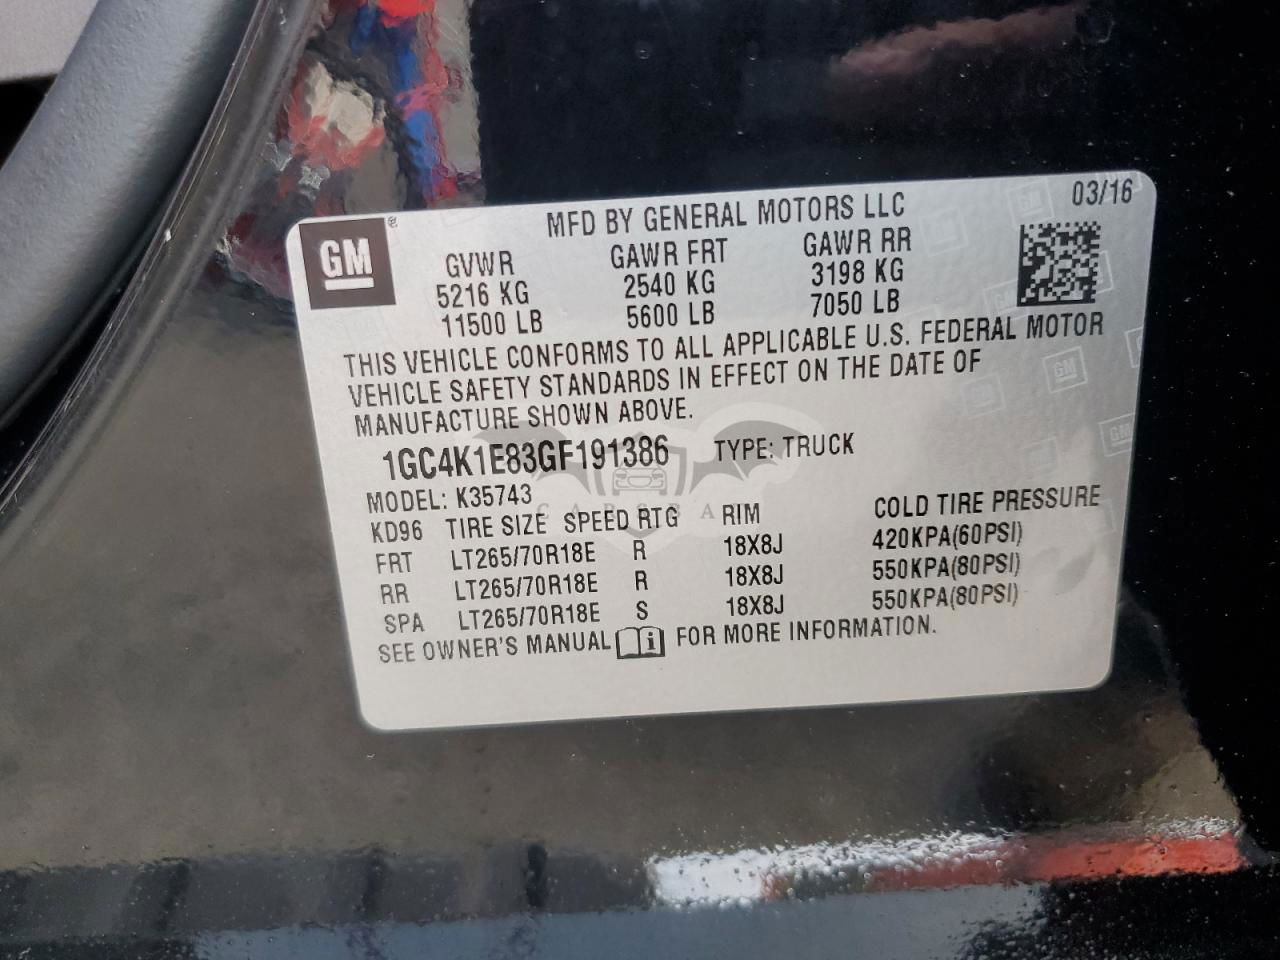 03/16
MFD BY GENERAL MOTORS LLC
GM®
GVWR GAWR FRT GAWR RR
5216 KG 2540 KG 3198 KG
11500 LB 5600 LB 7050 LB
THIS VEHICLE CONFORMS TO ALL APPLICABLE U.S. FEDERAL MOTOR
VEHICLE SAFETY STANDARDS IN EFFECT ON THE DATE OF
MANUFACTURE SHOWN ABOVE.
1GC4K1E83GF191386 TYPE: TRUCK
MODEL: K35743
KD96 TIRE SIZE SPEED RTG RIM COLD TIRE PRESSURE
FRT LT265/70R18E R 18X8J 420KPA(60PSI)
RR LT265/70R18E R 18X8J 550KPA(80PSI)
SPA LT265/70R18E S 18X8J 550KPA(80PSI)
SEE OWNER'S MANUAL i FOR MORE INFORMATION.